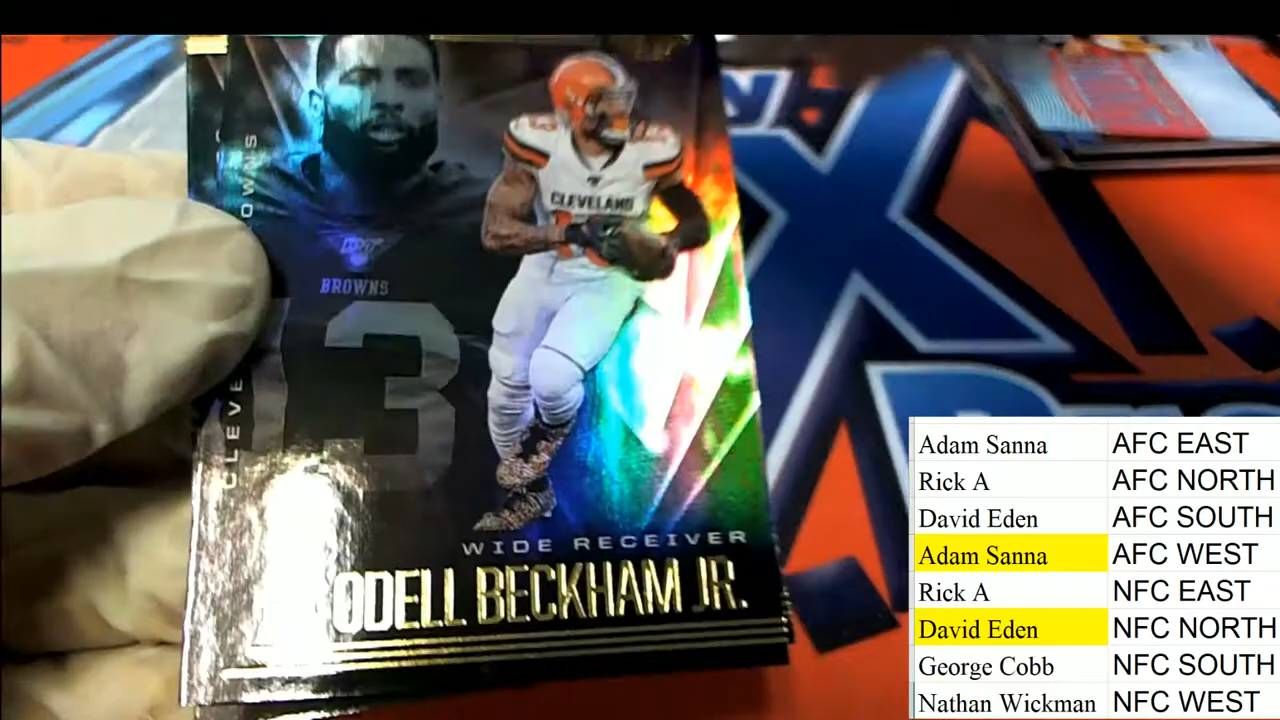 CLEVE OWNS
BROWNS
13
CLEVELAND
WIDE RECEIVER
ODELL BECKHAM JR.
Adam Sanna AFC EAST
Rick A AFC NORTH
David Eden AFC SOUTH
Adam Sanna AFC WEST
Rick A NFC EAST
David Eden NFC NORTH
George Cobb NFC SOUTH
Nathan Wickman NFC WEST